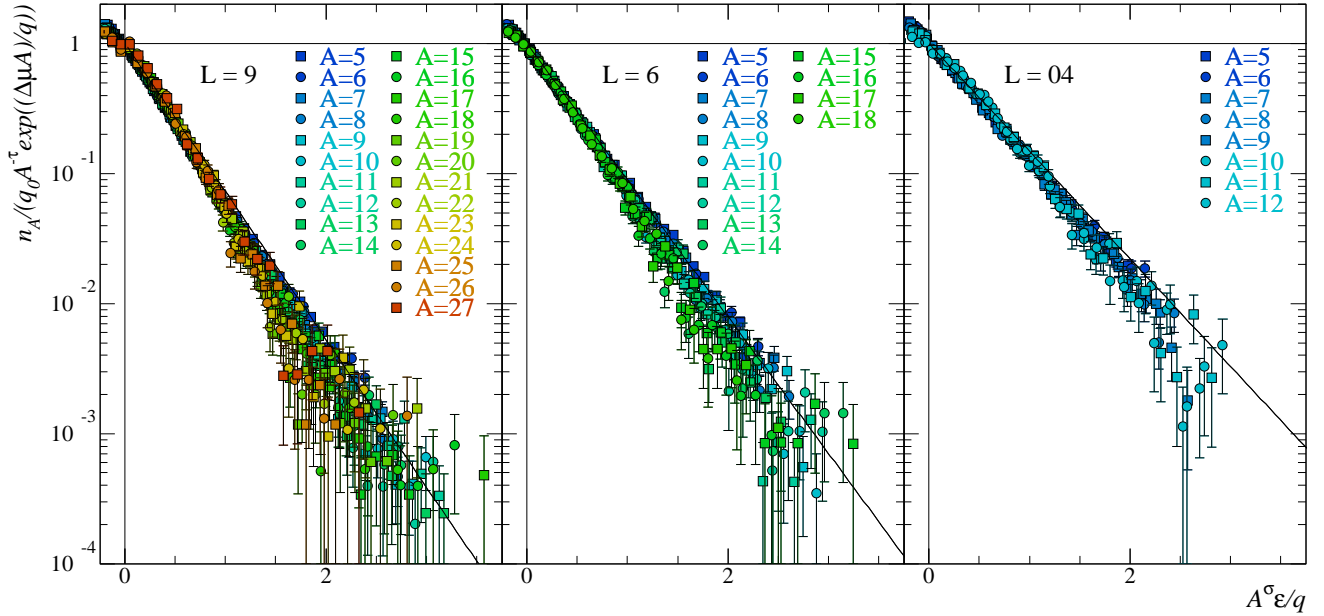 n_A/(q_0A^-τ exp((ΔμA)/q))
1
10^-1
10^-2
10^-3
10^-4
L = 9
A=5
A=6
A=7
A=8
A=9
A=10
A=11
A=12
A=13
A=14
A=15
A=16
A=17
A=18
A=19
A=20
A=21
A=22
A=23
A=24
A=25
A=26
A=27
L = 6
A=5
A=6
A=7
A=8
A=9
A=10
A=11
A=12
A=13
A=14
A=15
A=16
A=17
A=18
L = 04
A=5
A=6
A=7
A=8
A=9
A=10
A=11
A=12
0 2 0 2 0 2
A^σε/q